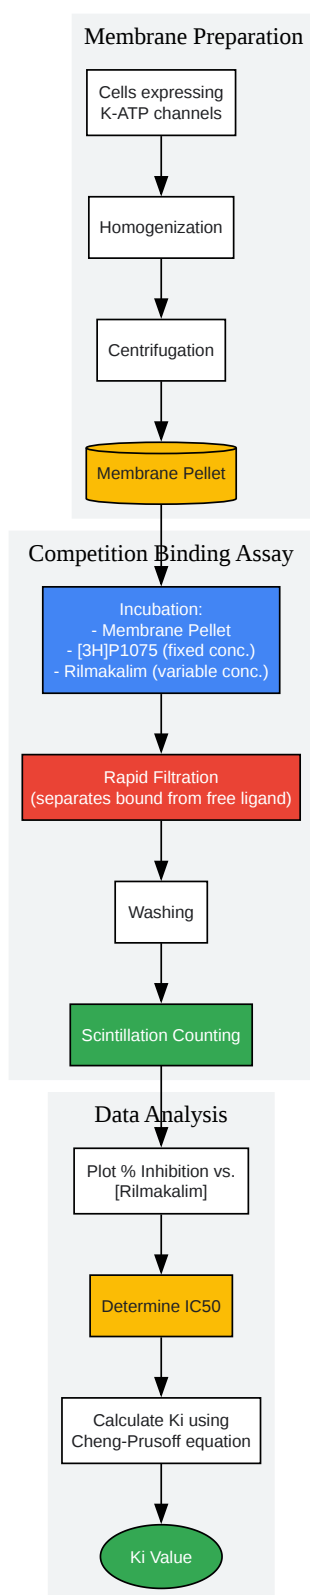 Membrane Preparation
Cells expressing
K-ATP channels
Homogenization
Centrifugation
Membrane Pellet
Competition Binding Assay
Incubation:
- Membrane Pellet
- [3H]P1075 (fixed conc.)
- Rilmakalim (variable conc.)
Rapid Filtration
(separates bound from free ligand)
Washing
Scintillation Counting
Data Analysis
Plot % Inhibition vs.
[Rilmakalim]
Determine IC50
Calculate Ki using
Cheng-Prusoff equation
Ki Value